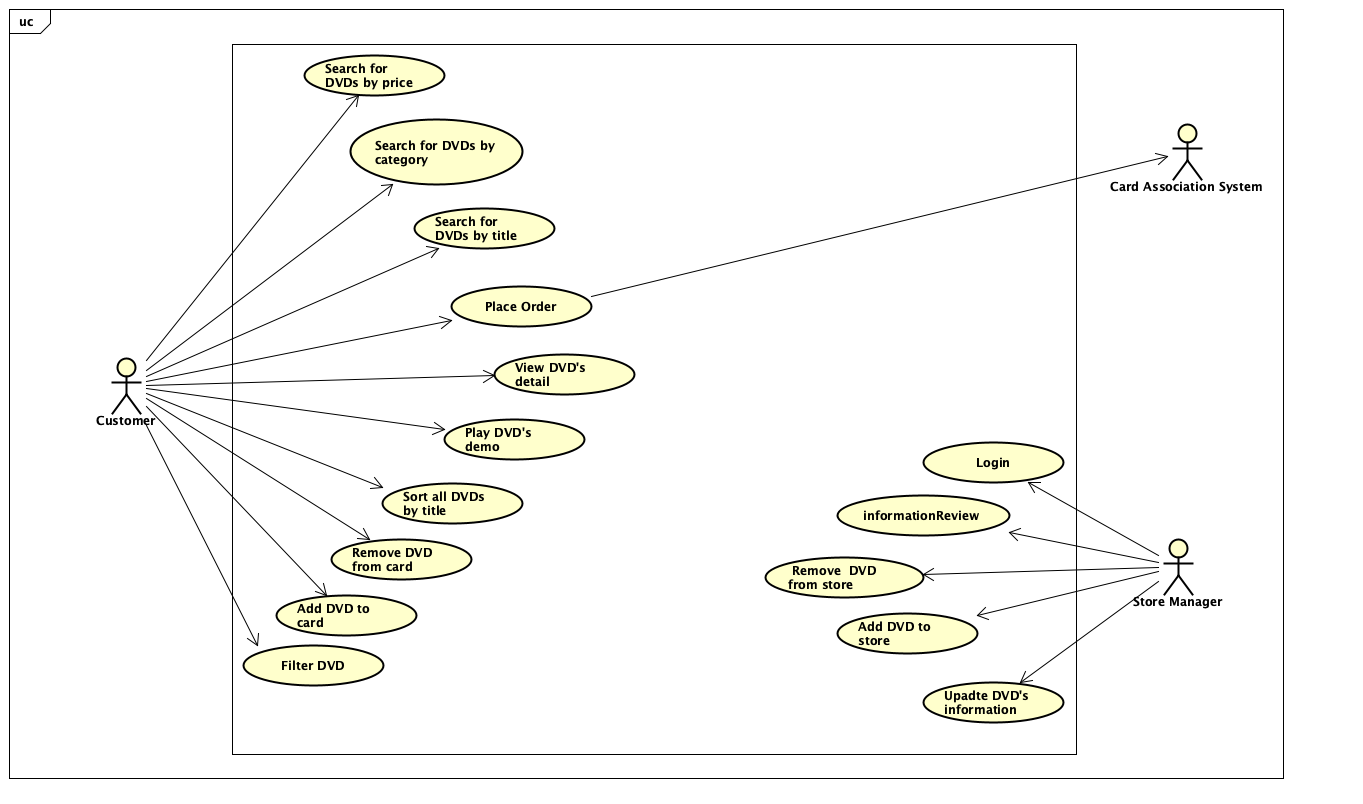 uc
Search for
DVDs by price
Search for DVDs by
category
Search for
DVDs by title
Place Order
View DVD's
detail
Play DVD's
demo
Sort all DVDs
by title
Remove DVD
from card
Add DVD to
card
Filter DVD
Customer
Card Association System
Login
informationReview
Remove  DVD
from store
Add DVD to
store
Upadte DVD's
information
Store Manager